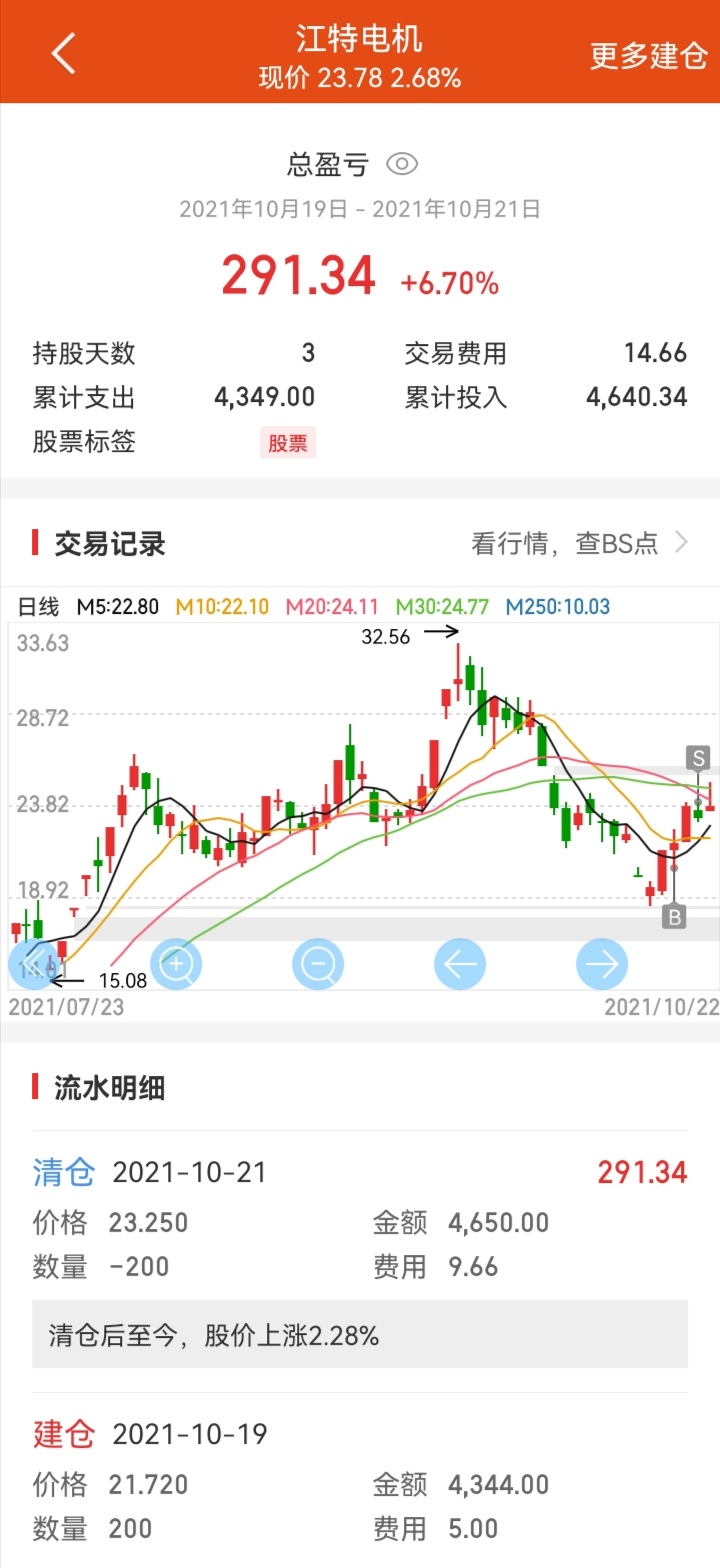 江特电机
现价 23.78 2.68%
更多建仓
总盈亏
2021年10月19日 - 2021年10月21日
291.34 +6.70%
持股天数 3 交易费用 14.66
累计支出 4,349.00 累计投入 4,640.34
股票标签 股票
交易记录 看行情，查BS点
日线 M5:22.80 M10:22.10 M20:24.11 M30:24.77 M250:10.03
33.63
32.56
28.72
S
23.82
18.92
B
15.08
2021/07/23 2021/10/22
流水明细
清仓 2021-10-21 291.34
价格 23.250 金额 4,650.00
数量 -200 费用 9.66
清仓后至今，股价上涨2.28%
建仓 2021-10-19
价格 21.720 金额 4,344.00
数量 200 费用 5.00